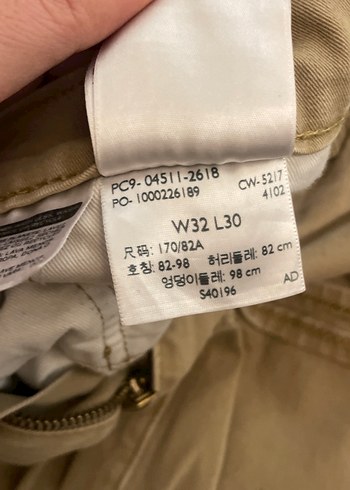 PC9- 04511-2618
PO- 1000226189
CW-5217
4102
W32 L30
尺码: 170/82A
호칭: 82-98 허리둘레: 82 cm
엉덩이둘레: 98 cm
S40196
AD